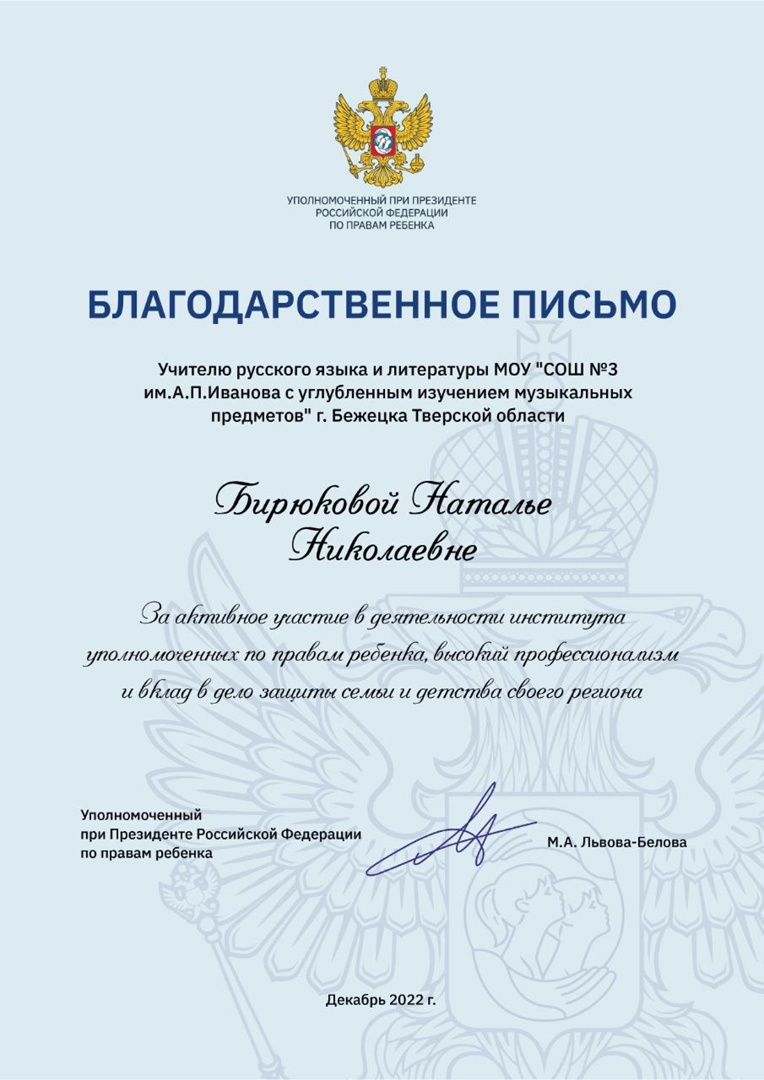 УПОЛНОМОЧЕННЫЙ ПРИ ПРЕЗИДЕНТЕ
РОССИЙСКОЙ ФЕДЕРАЦИИ
ПО ПРАВАМ РЕБЕНКА
БЛАГОДАРСТВЕННОЕ ПИСЬМО
Учителю русского языка и литературы МОУ "СОШ №3
им.А.П.Иванова с углубленным изучением музыкальных
предметов" г. Бежецка Тверской области
Бирюковой Наталье
Николаевне
За активное участие в деятельности института
уполномоченных по правам ребенка, высокий профессионализм
и вклад в дело защиты семьи и детства своего региона
Уполномоченный
при Президенте Российской Федерации
по правам ребенка
М.А. Львова-Белова
Декабрь 2022 г.